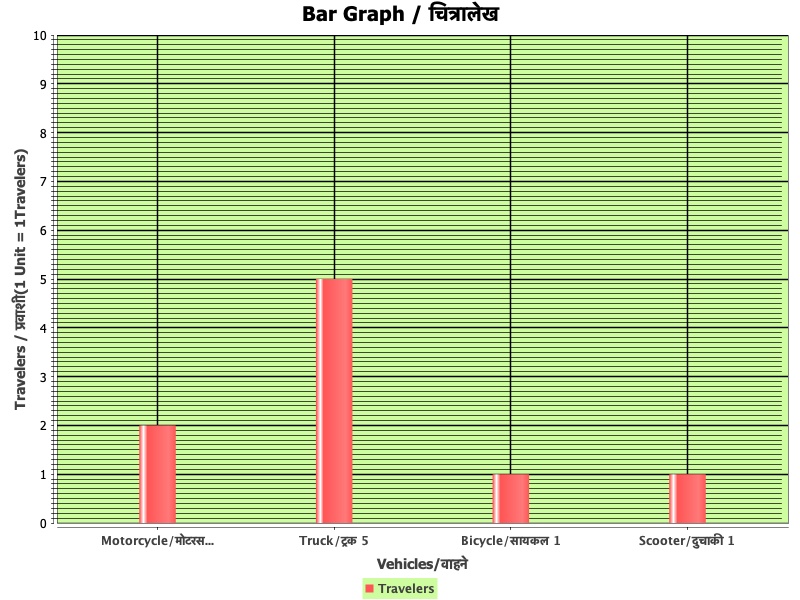 Bar Graph / चित्रालेख
Travelers / प्रवाशी(1 Unit = 1Travelers)
10
9
8
7
6
5
4
3
2
1
0
Motorcycle/मोटरस... Truck/ट्रक 5 Bicycle/सायकल 1 Scooter/दुचाकी 1
Vehicles/वाहने
Travelers